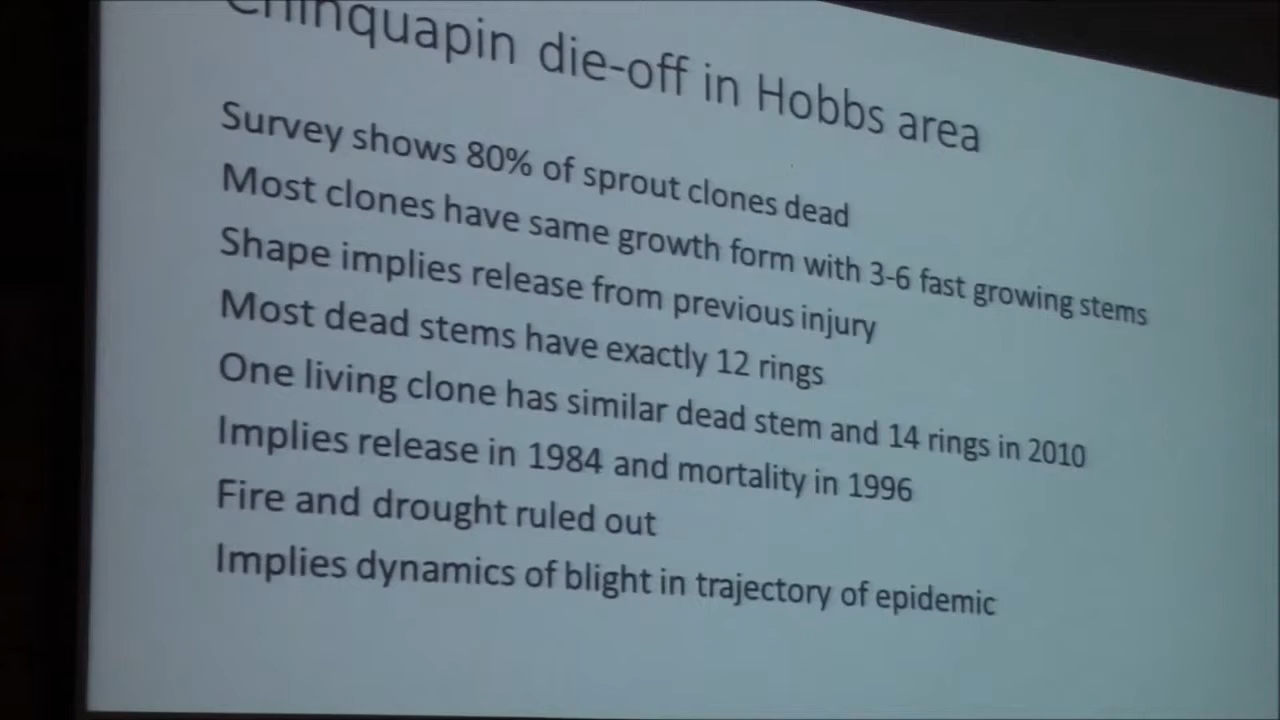 Chinquapin die-off in Hobbs area
Survey shows 80% of sprout clones dead
Most clones have same growth form with 3-6 fast growing stems
Shape implies release from previous injury
Most dead stems have exactly 12 rings
One living clone has similar dead stem and 14 rings in 2010
Implies release in 1984 and mortality in 1996
Fire and drought ruled out
Implies dynamics of blight in trajectory of epidemic